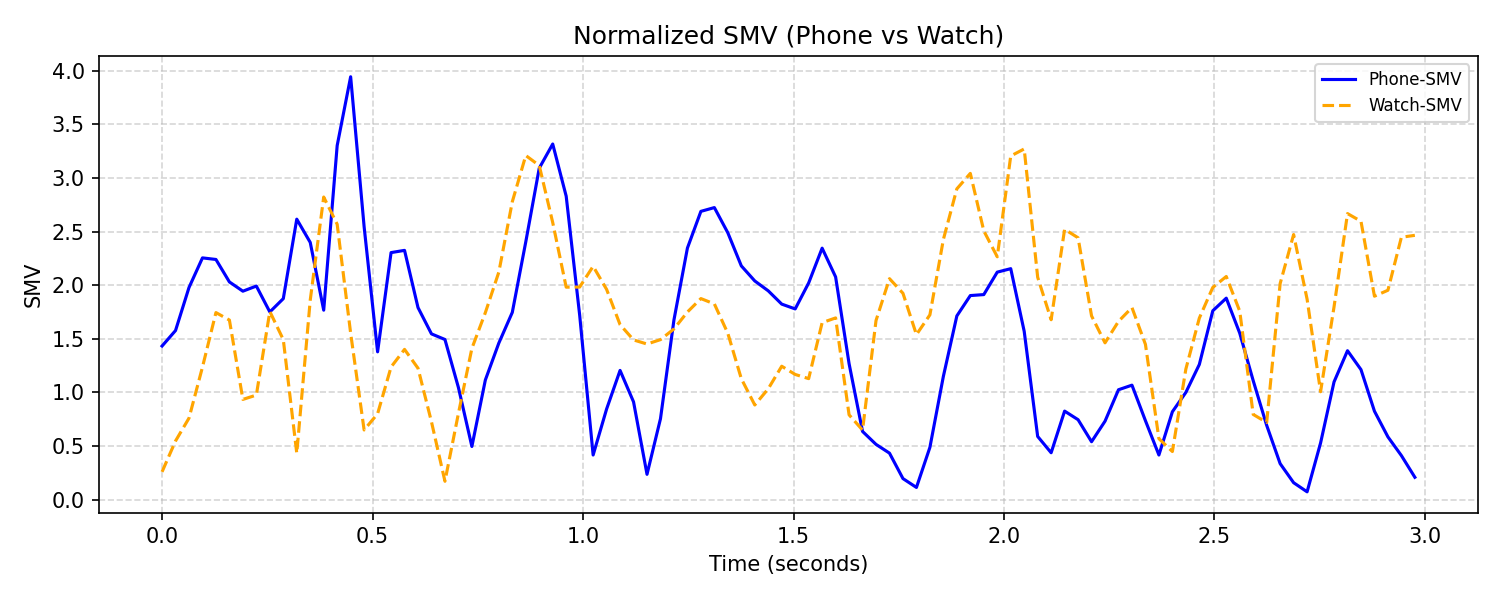 Normalized SMV (Phone vs Watch)
Phone-SMV
Watch-SMV
SMV
4.0
3.5
3.0
2.5
2.0
1.5
1.0
0.5
0.0
0.0 0.5 1.0 1.5 2.0 2.5 3.0
Time (seconds)